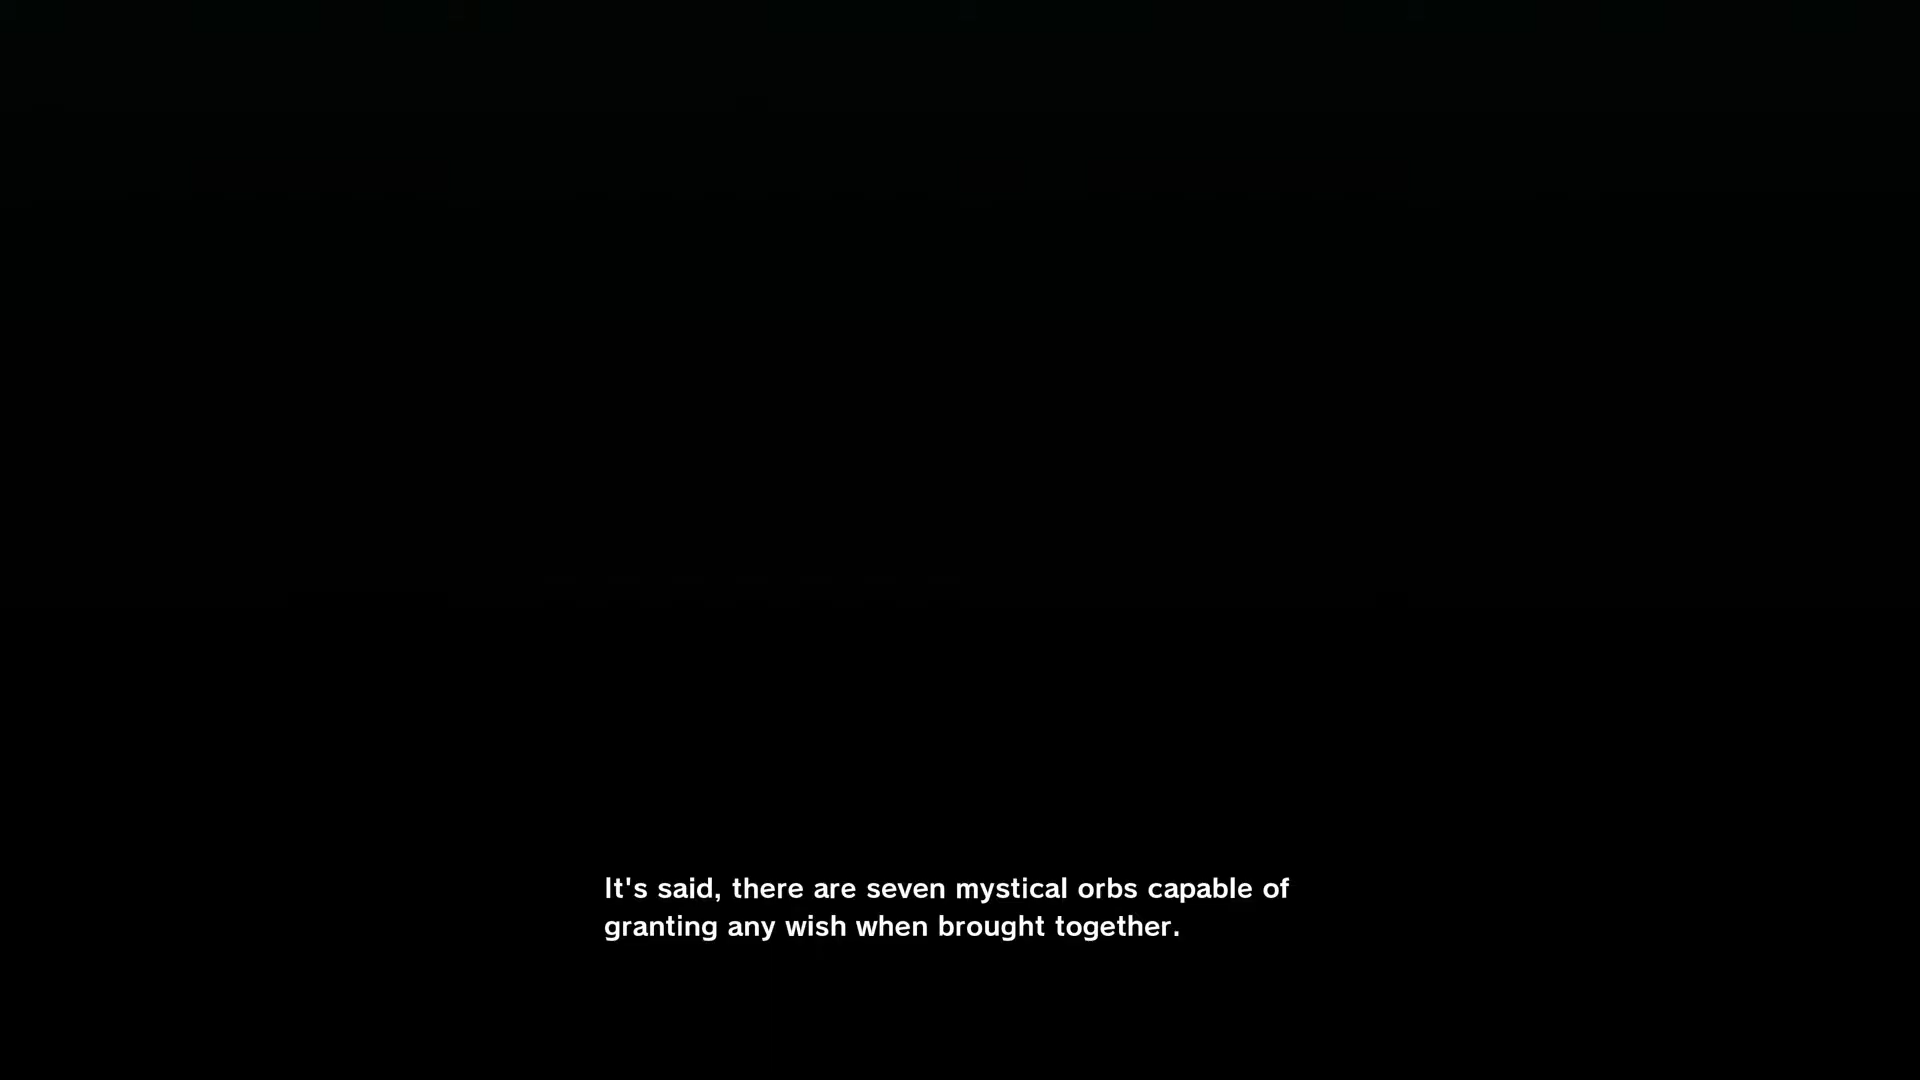 It's said, there are seven mystical orbs capable of
granting any wish when brought together.